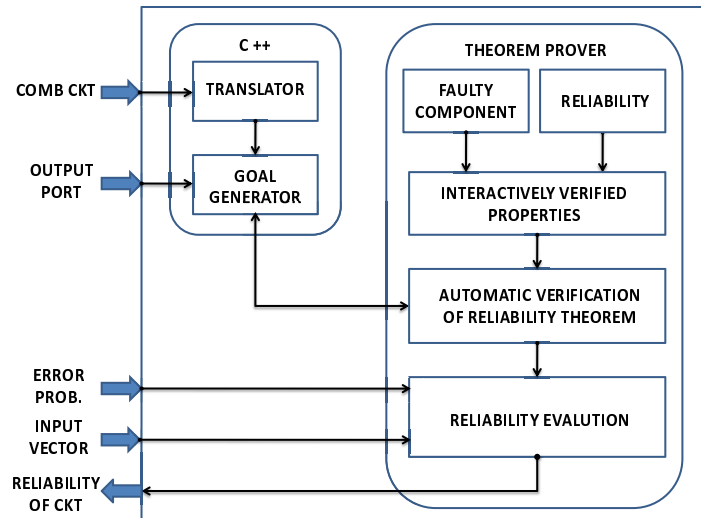 C ++
THEOREM PROVER
COMB CKT
TRANSLATOR
FAULTY
COMPONENT
RELIABILITY
OUTPUT
PORT
GOAL
GENERATOR
INTERACTIVELY VERIFIED
PROPERTIES
AUTOMATIC VERIFICATION
OF RELIABILITY THEOREM
ERROR
PROB.
INPUT
VECTOR
RELIABILITY EVALUTION
RELIABILITY
OF CKT